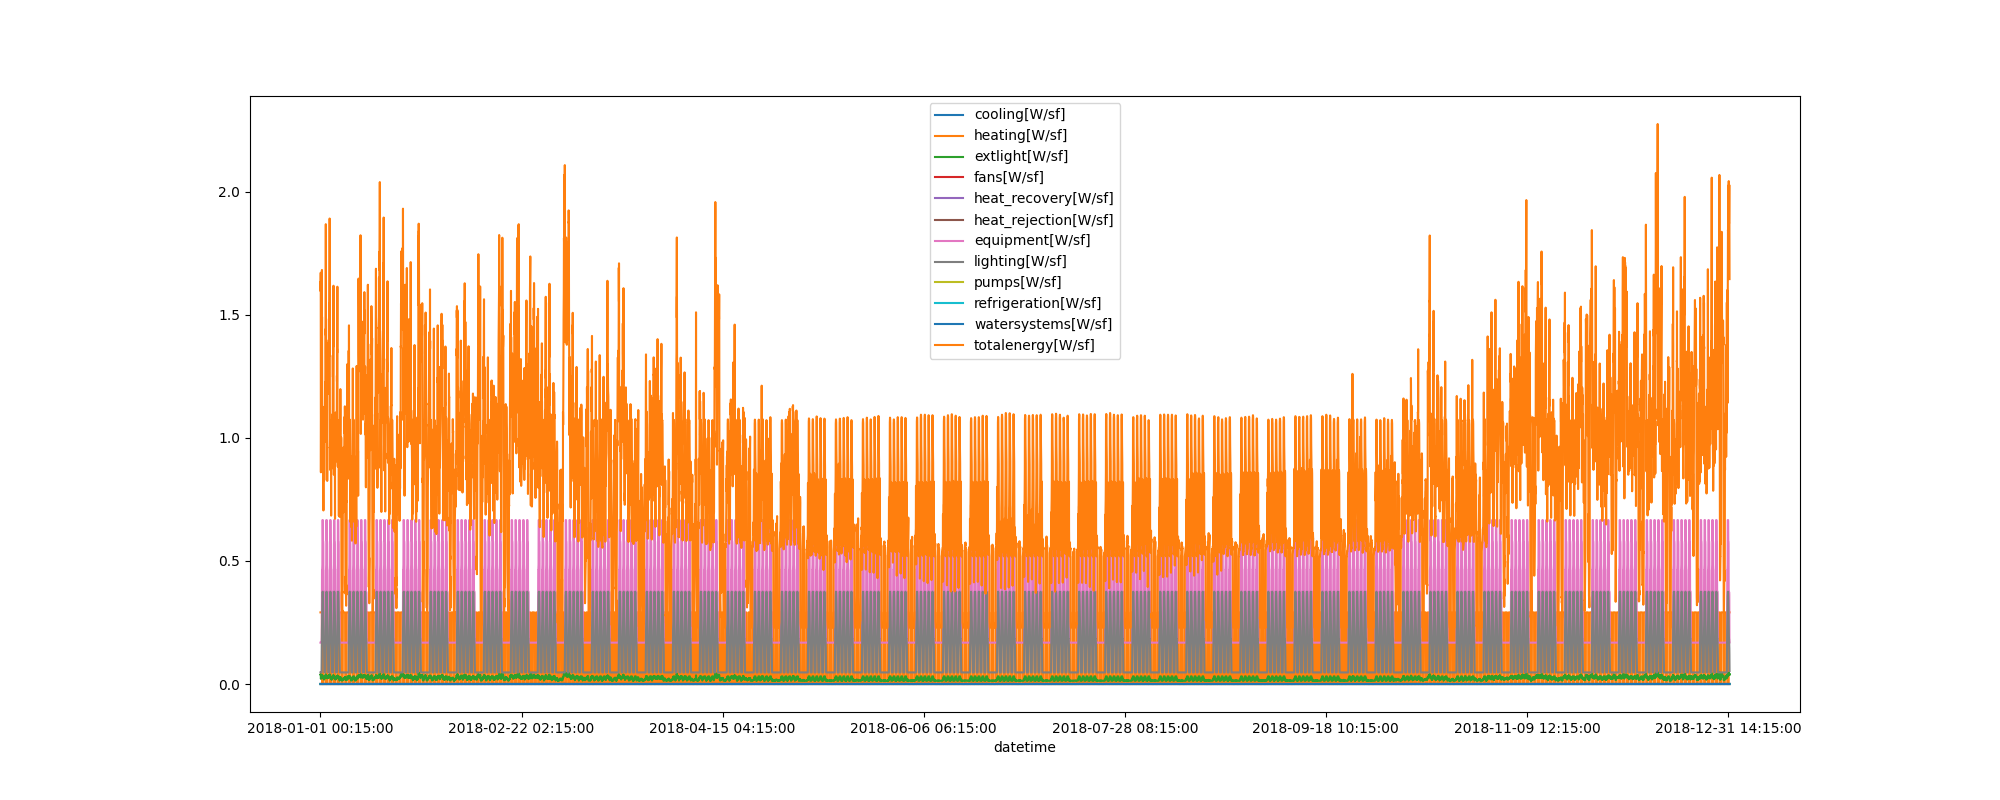 cooling[W/sf]
heating[W/sf]
extlight[W/sf]
fans[W/sf]
heat_recovery[W/sf]
heat_rejection[W/sf]
equipment[W/sf]
lighting[W/sf]
pumps[W/sf]
refrigeration[W/sf]
watersystems[W/sf]
totalenergy[W/sf]
2.0
1.5
1.0
0.5
0.0
2018-01-01 00:15:00 2018-02-22 02:15:00 2018-04-15 04:15:00 2018-06-06 06:15:00 2018-07-28 08:15:00 2018-09-18 10:15:00 2018-11-09 12:15:00 2018-12-31 14:15:00
datetime